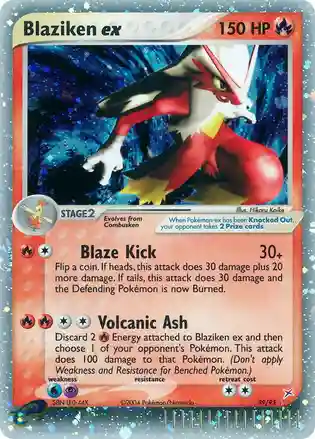 Blaziken ex 150 HP
Illus. Hikaru Koike
STAGE2
Evolves from
Combusken
When Pokémon-ex has been Knocked Out,
your opponent takes 2 Prize cards
Blaze Kick 30+
Flip a coin. If heads, this attack does 30 damage plus 20
more damage. If tails, this attack does 30 damage and
the Defending Pokémon is now Burned.
Volcanic Ash
Discard 2 Energy attached to Blaziken ex and then
choose 1 of your opponent's Pokémon. This attack
does 100 damage to that Pokémon. (Don't apply
Weakness and Resistance for Benched Pokémon.)
weakness resistance retreat cost
©2004 Pokémon/Nintendo